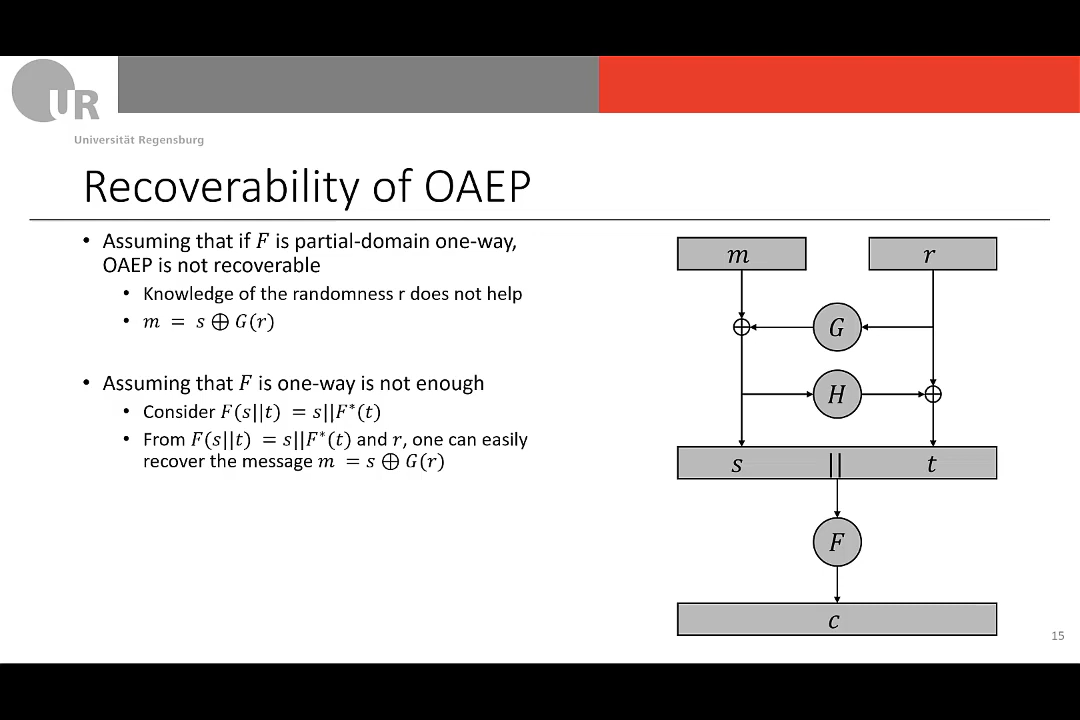 UR
Universität Regensburg
Recoverability of OAEP
• Assuming that if F is partial-domain one-way,
OAEP is not recoverable
• Knowledge of the randomness r does not help
• m = s ⊕ G(r)
• Assuming that F is one-way is not enough
• Consider F(s||t) = s||F*(t)
• From F(s||t) = s||F*(t) and r, one can easily
recover the message m = s ⊕ G(r)
m r
G
H
s || t
F
c
15